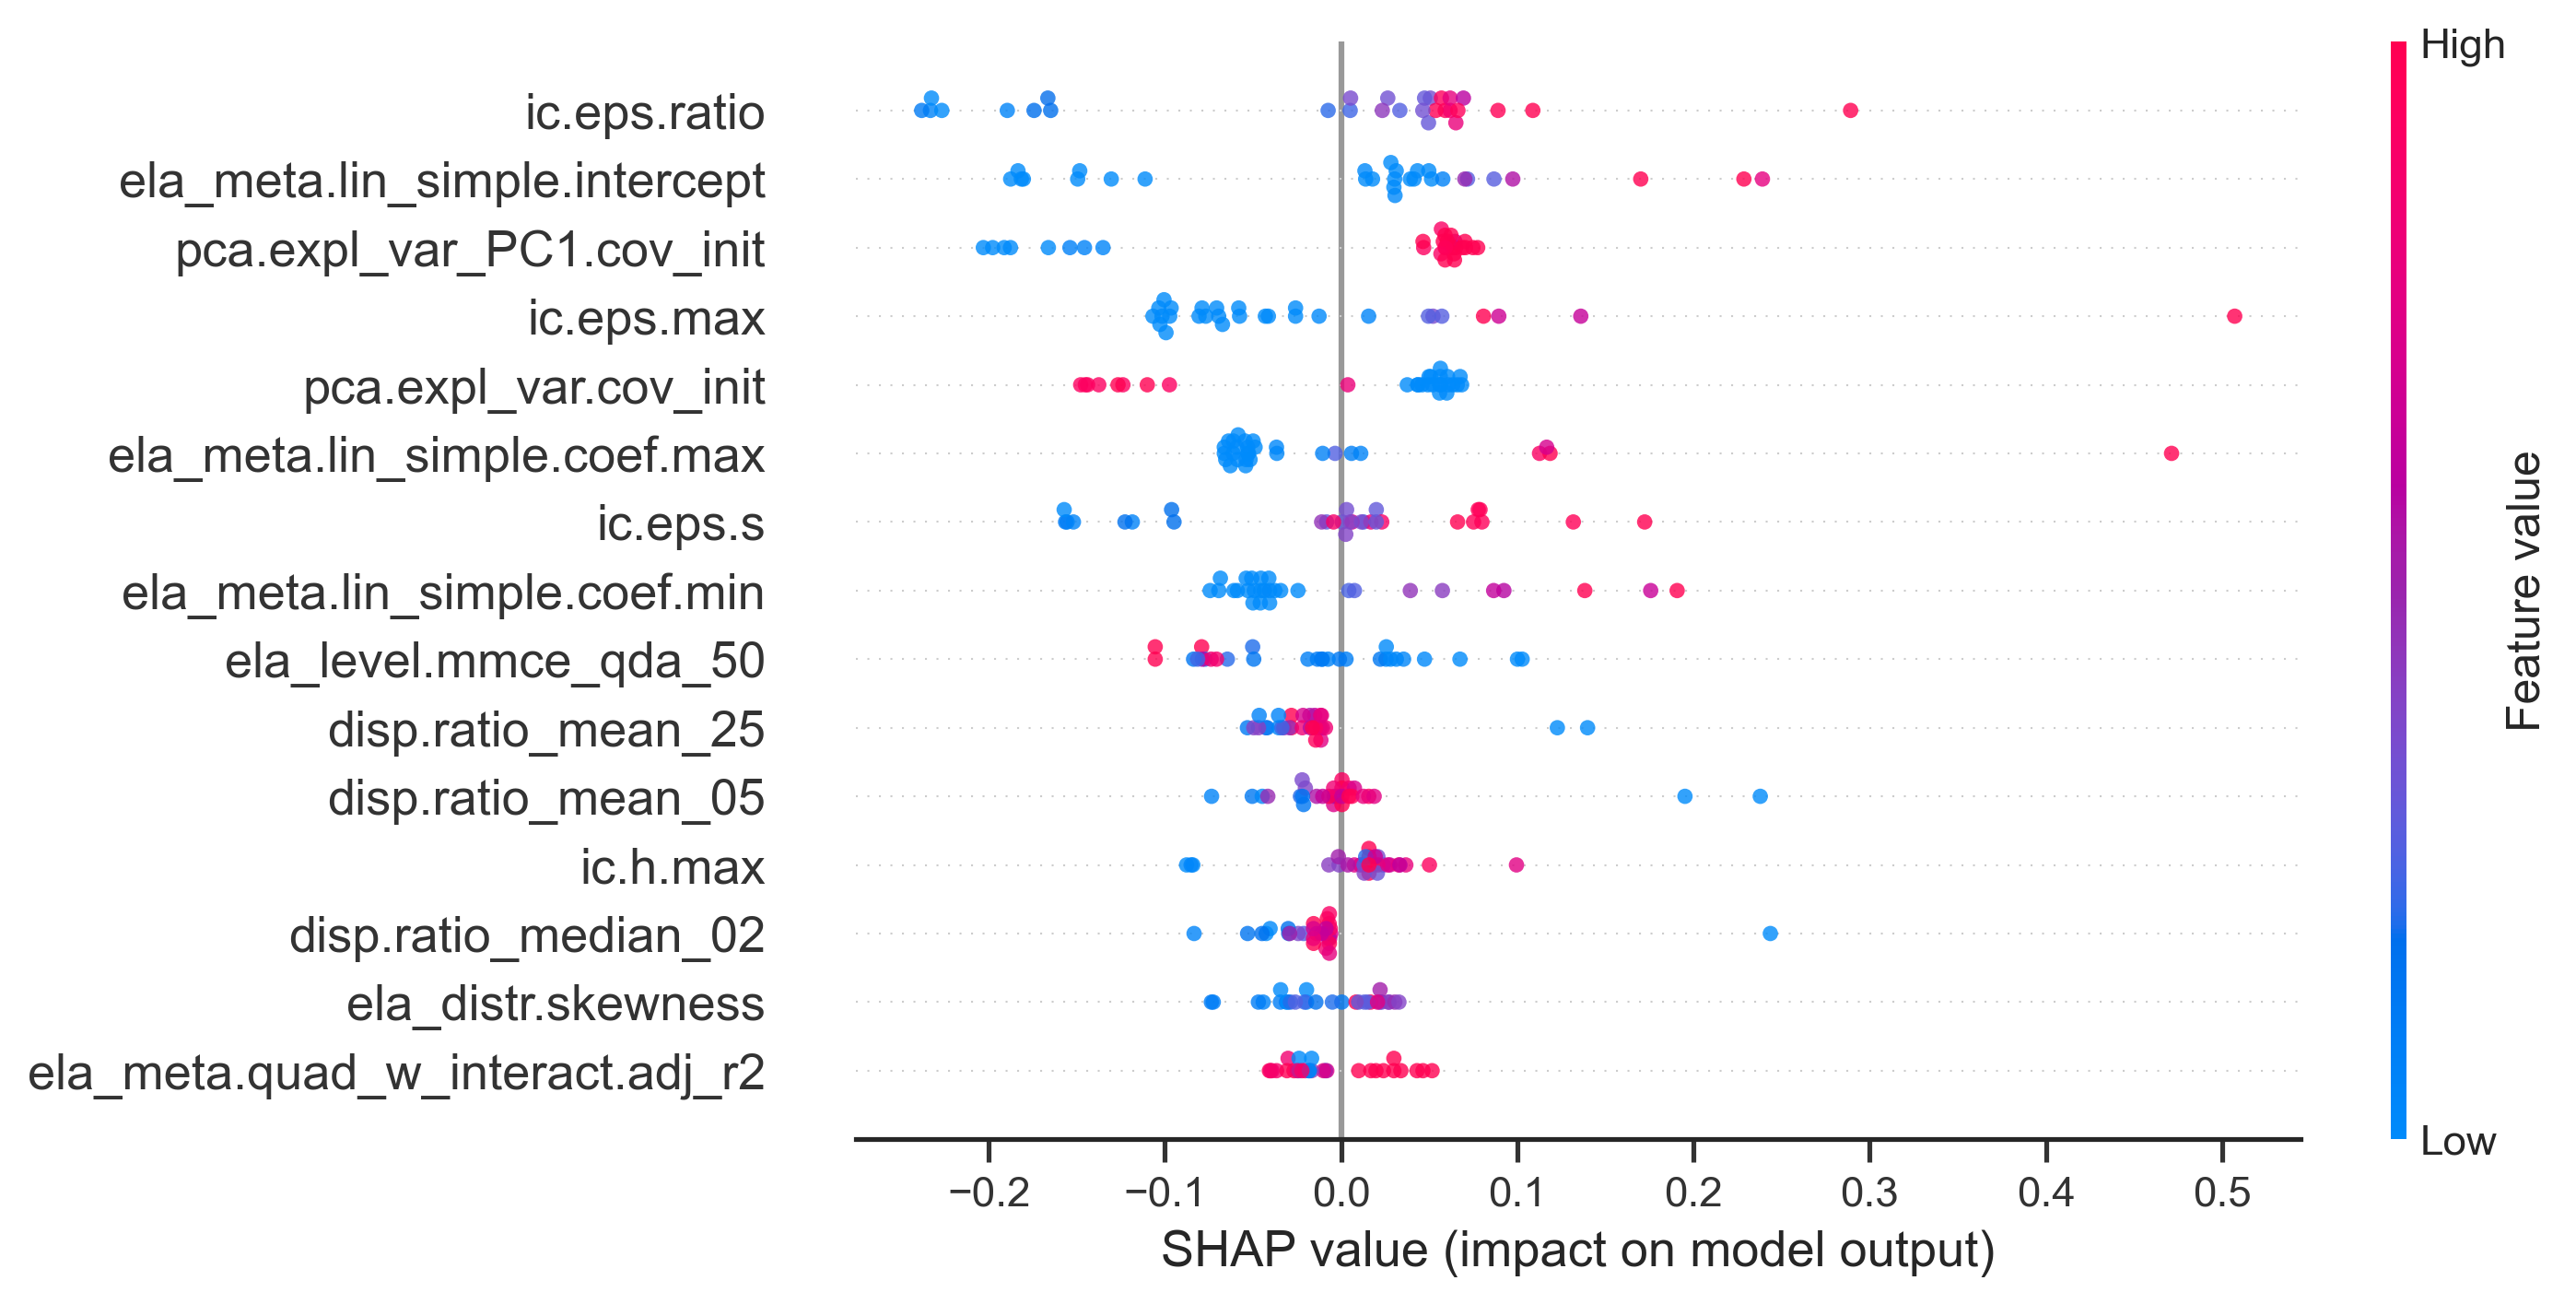 High
ic.eps.ratio
ela_meta.lin_simple.intercept
pca.expl_var_PC1.cov_init
ic.eps.max
pca.expl_var.cov_init
ela_meta.lin_simple.coef.max
ic.eps.s
ela_meta.lin_simple.coef.min
ela_level.mmce_qda_50
disp.ratio_mean_25
disp.ratio_mean_05
ic.h.max
disp.ratio_median_02
ela_distr.skewness
ela_meta.quad_w_interact.adj_r2
Feature value
Low
−0.2 −0.1 0.0 0.1 0.2 0.3 0.4 0.5
SHAP value (impact on model output)